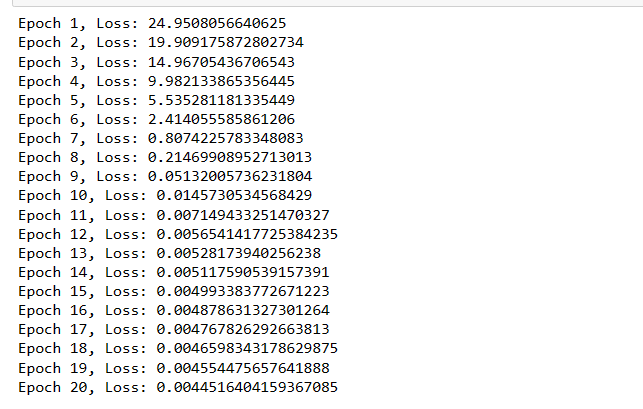 Epoch 1, Loss: 24.9508056640625
Epoch 2, Loss: 19.909175872802734
Epoch 3, Loss: 14.96705436706543
Epoch 4, Loss: 9.982133865356445
Epoch 5, Loss: 5.535281181335449
Epoch 6, Loss: 2.414055585861206
Epoch 7, Loss: 0.8074225783348083
Epoch 8, Loss: 0.21469908952713013
Epoch 9, Loss: 0.05132005736231804
Epoch 10, Loss: 0.0145730534568429
Epoch 11, Loss: 0.007149433251470327
Epoch 12, Loss: 0.0056541417725384235
Epoch 13, Loss: 0.00528173940256238
Epoch 14, Loss: 0.005117590539157391
Epoch 15, Loss: 0.004993383772671223
Epoch 16, Loss: 0.004878631327301264
Epoch 17, Loss: 0.004767826292663813
Epoch 18, Loss: 0.0046598343178629875
Epoch 19, Loss: 0.004554475657641888
Epoch 20, Loss: 0.0044516404159367085